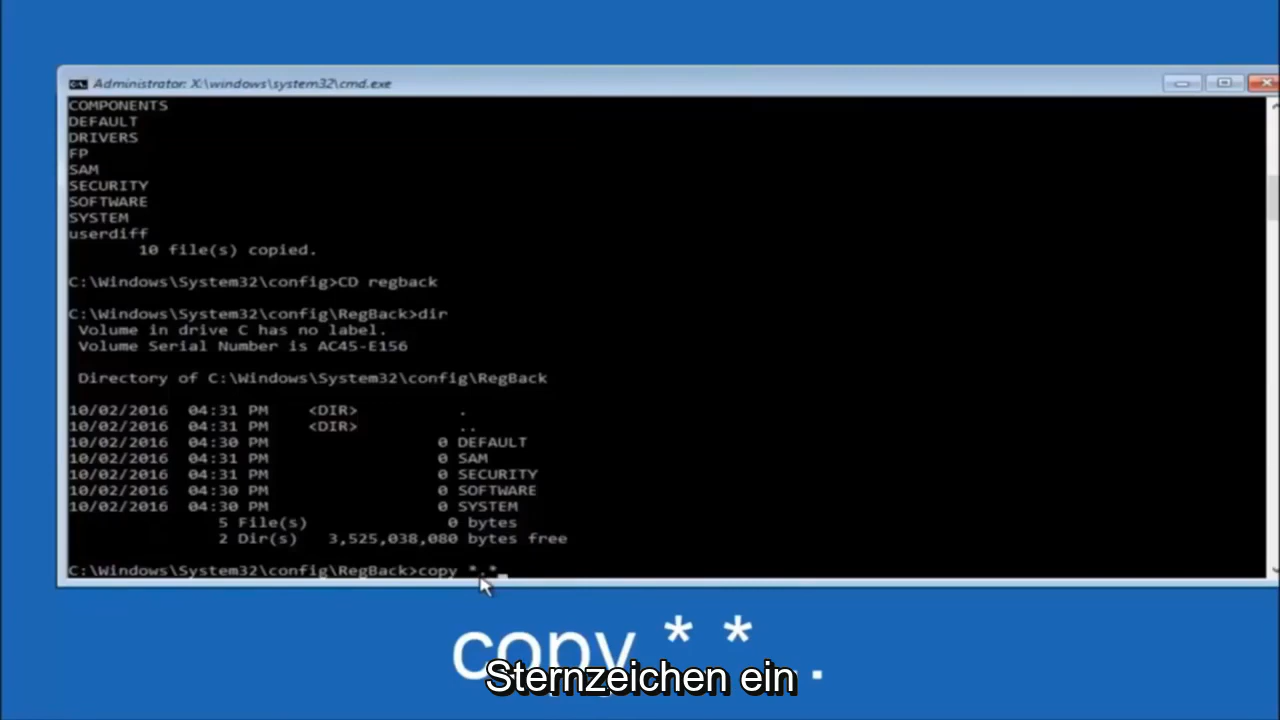 Administrator: X:\windows\system32\cmd.exe
COMPONENTS
DEFAULT
DRIVERS
FP
SAM
SECURITY
SOFTWARE
SYSTEM
userdiff
10 file(s) copied.
C:\Windows\System32\config>CD regback
C:\Windows\System32\config\RegBack>dir
Volume in drive C has no label.
Volume Serial Number is AC45-E156
Directory of C:\Windows\System32\config\RegBack
10/02/2016 04:31 PM <DIR> .
10/02/2016 04:31 PM <DIR> ..
10/02/2016 04:30 PM 0 DEFAULT
10/02/2016 04:31 PM 0 SAM
10/02/2016 04:31 PM 0 SECURITY
10/02/2016 04:30 PM 0 SOFTWARE
10/02/2016 04:30 PM 0 SYSTEM
5 File(s) 0 bytes
2 Dir(s) 3,525,038,080 bytes free
C:\Windows\System32\config\RegBack>copy *.*_
copy *.* ..
Sternzeichen ein